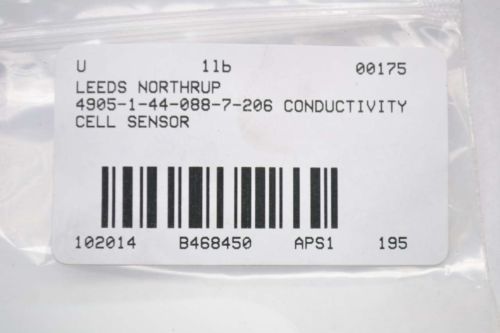 U 1lb 00175
LEEDS NORTHRUP
4905-1-44-088-7-206 CONDUCTIVITY
CELL SENSOR
102014 B468450 APS1 195